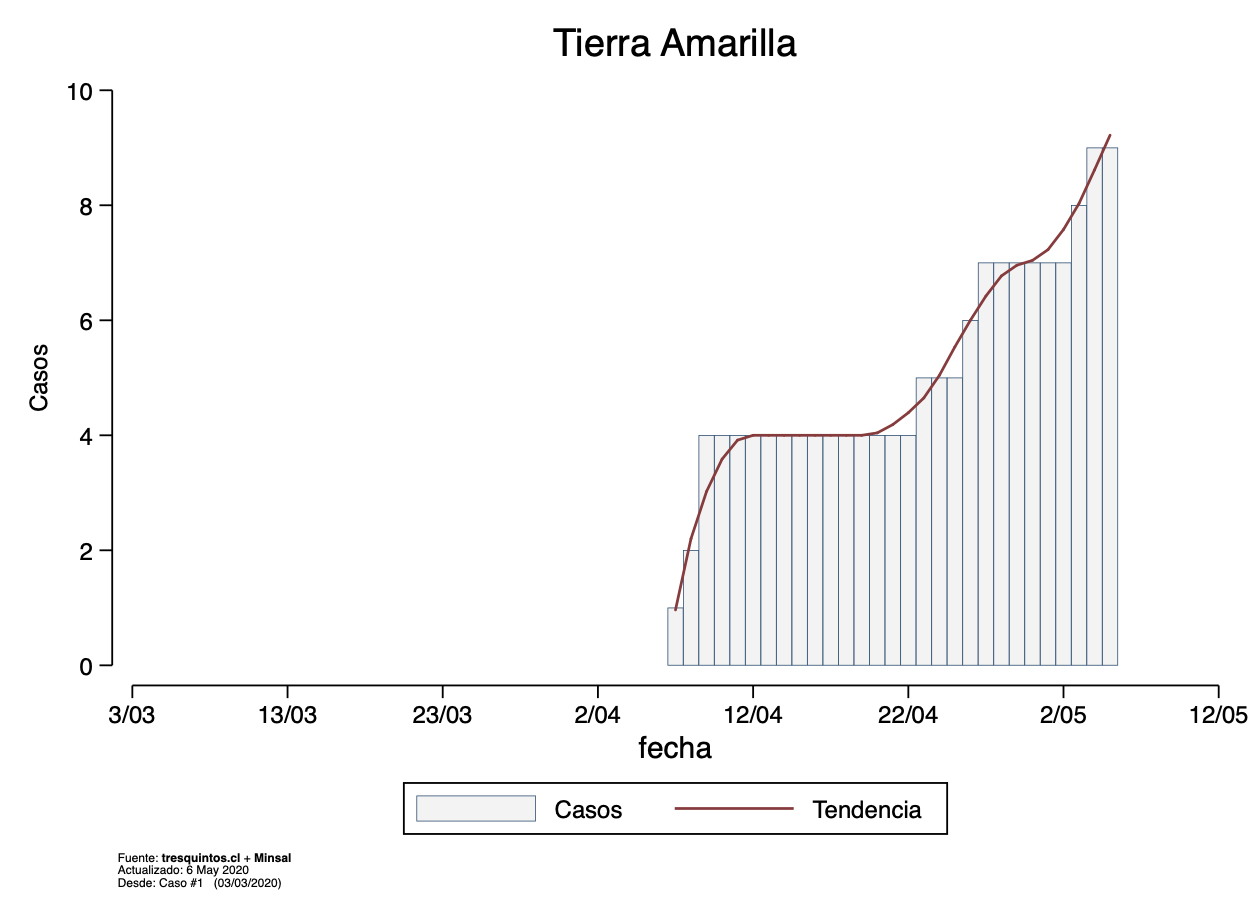 Tierra Amarilla
10
8
6
4
2
0
Casos
3/03 13/03 23/03 2/04 12/04 22/04 2/05 12/05
fecha
Casos Tendencia
Fuente: tresquintos.cl + Minsal
Actualizado: 6 May 2020
Desde: Caso #1 (03/03/2020)